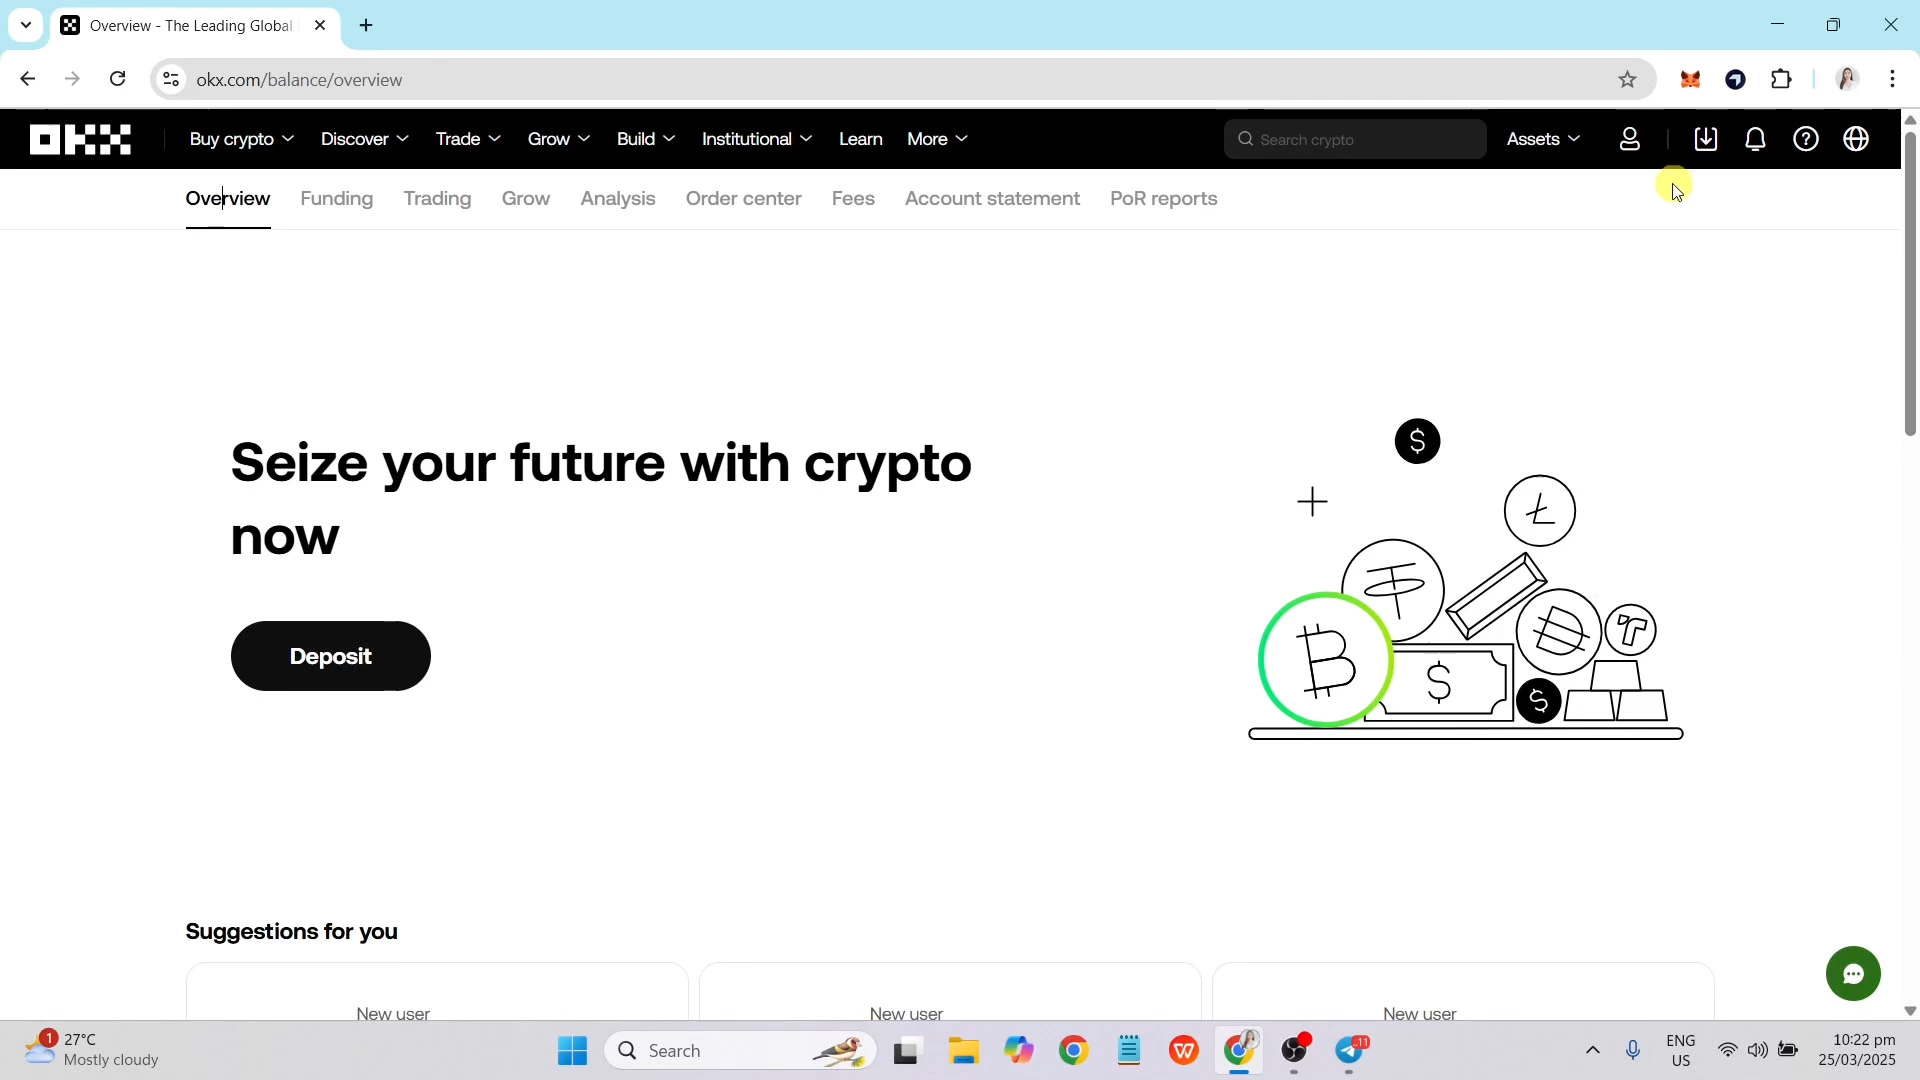 Overview - The Leading Global
okx.com/balance/overview
OKX
Buy crypto Discover Trade Grow Build Institutional Learn More Search crypto Assets
Overview Funding Trading Grow Analysis Order center Fees Account statement PoR reports
Seize your future with crypto
now
Deposit
Suggestions for you
New user New user New user
1 27°C
Mostly cloudy
Search
11
ENG
US
10:22 pm
25/03/2025